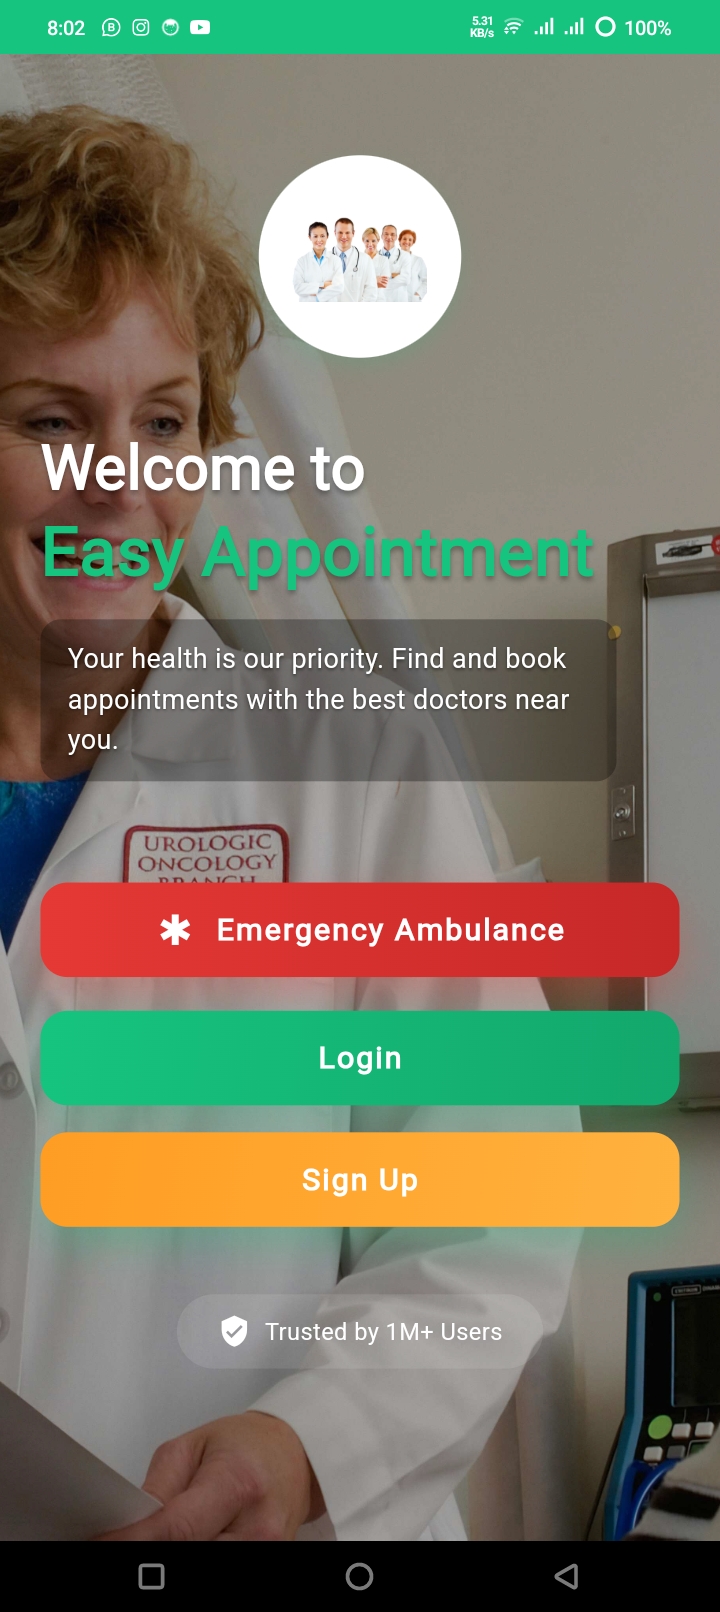 8:02
5.31
KB/s
100%
Welcome to
Easy Appointment
Your health is our priority. Find and book
appointments with the best doctors near
you.
UROLOGIC
ONCOLOGY
BRANCH
Emergency Ambulance
Login
Sign Up
Trusted by 1M+ Users